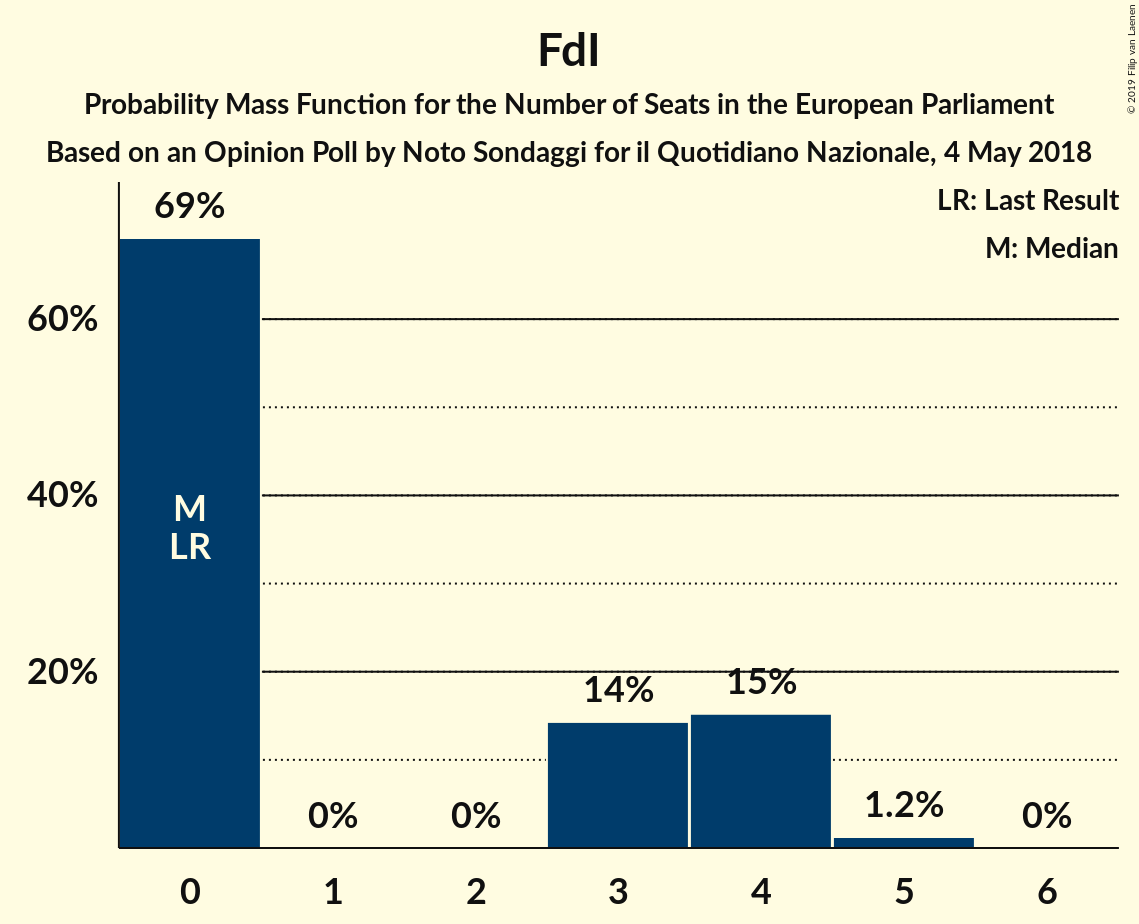 FdI
Probability Mass Function for the Number of Seats in the European Parliament
Based on an Opinion Poll by Noto Sondaggi for il Quotidiano Nazionale, 4 May 2018
© 2019 Filip van Laenen
LR: Last Result
M: Median
69%
60%
40%
20%
M
LR
0%
0%
14%
15%
1.2%
0%
0
1
2
3
4
5
6